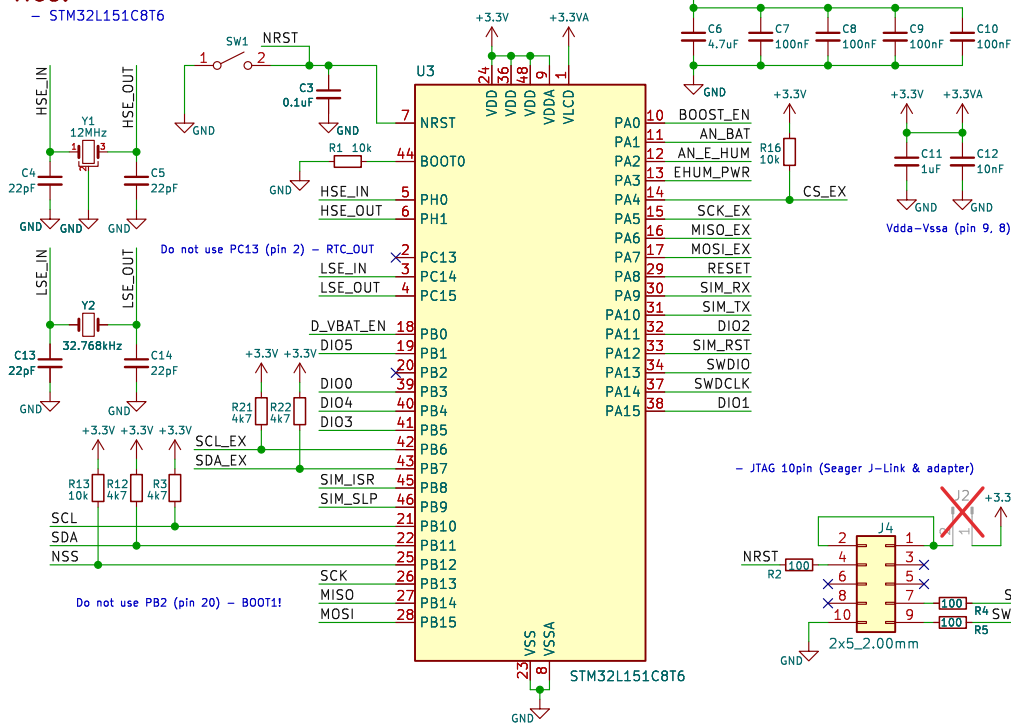 - STM32L151C8T6
HSE_IN
HSE_OUT
Y1
12MHz
1
3
2
C4
22pF
C5
22pF
GND
GND
GND
LSE_IN
LSE_OUT
Y2
32.768kHz
C13
22pF
C14
22pF
GND
GND
SW1
1
2
NRST
C3
0.1uF
GND
GND
R1 10k
GND
HSE_IN
HSE_OUT
Do not use PC13 (pin 2) - RTC_OUT
LSE_IN
LSE_OUT
D_VBAT_EN
DIO5
+3.3V
+3.3V
R21
4k7
R22
4k7
DIO0
DIO4
DIO3
SCL_EX
SDA_EX
SIM_ISR
SIM_SLP
+3.3V
+3.3V
+3.3V
R13
10k
R12
4k7
R3
4k7
SCL
SDA
NSS
SCK
MISO
MOSI
Do not use PB2 (pin 20) - BOOT1!
U3
+3.3V
+3.3VA
24
36
48
9
1
VDD
VDD
VDD
VDDA
VLCD
7 NRST
44 BOOT0
5 PH0
6 PH1
2 PC13
3 PC14
4 PC15
18 PB0
19 PB1
20 PB2
39 PB3
40 PB4
41 PB5
42 PB6
43 PB7
45 PB8
46 PB9
21 PB10
22 PB11
25 PB12
26 PB13
27 PB14
28 PB15
VSS
VSSA
23
8
GND
STM32L151C8T6
PA0 10 BOOST_EN
PA1 11 AN_BAT
PA2 12 AN_E_HUM
PA3 13 EHUM_PWR
PA4 14 CS_EX
PA5 15 SCK_EX
PA6 16 MISO_EX
PA7 17 MOSI_EX
PA8 29 RESET
PA9 30 SIM_RX
PA10 31 SIM_TX
PA11 32 DIO2
PA12 33 SIM_RST
PA13 34 SWDIO
PA14 37 SWDCLK
PA15 38 DIO1
+3.3V
R16
10k
C6
4.7uF
C7
100nF
C8
100nF
C9
100nF
C10
100nF
GND
+3.3V
+3.3VA
C11
1uF
C12
10nF
GND
GND
Vdda-Vssa (pin 9, 8)
- JTAG 10pin (Seager J-Link & adapter)
J2
1
+3.3
J4
2 1
4 3
6 5
8 7
10 9
NRST
R2
100
100
R4
100
R5
S
SW
GND
2x5_2.00mm